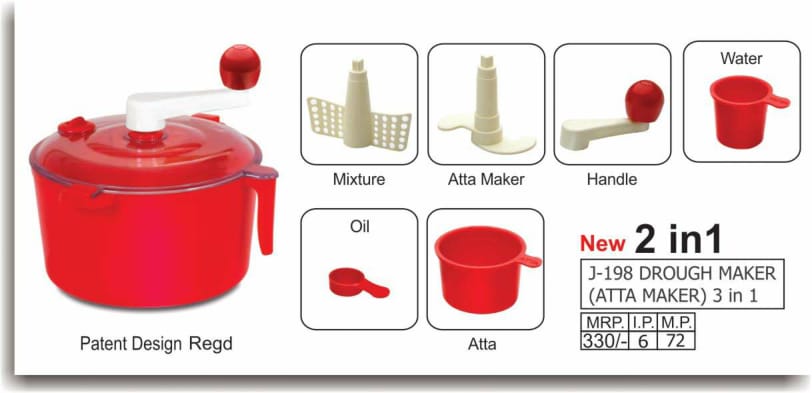 Water
Mixture
Atta Maker
Handle
Oil
Atta
Patent Design Regd
New 2 in1
J-198 DROUGH MAKER
(ATTA MAKER) 3 in 1
MRP. I.P. M.P.
330/- 6 72